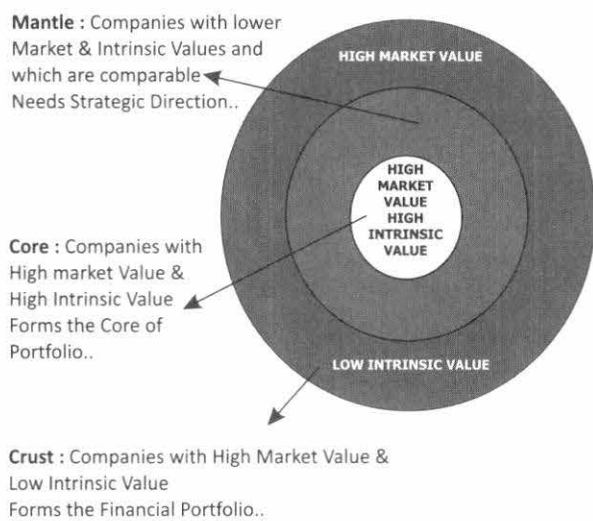 Mantle : Companies with lower
Market & Intrinsic Values and
which are comparable
Needs Strategic Direction..
HIGH MARKET VALUE
HIGH
MARKET
VALUE
HIGH
INTRINSIC
VALUE
Core : Companies with
High market Value &
High Intrinsic Value
Forms the Core of
Portfolio..
LOW INTRINSIC VALUE
Crust : Companies with High Market Value &
Low Intrinsic Value
Forms the Financial Portfolio..